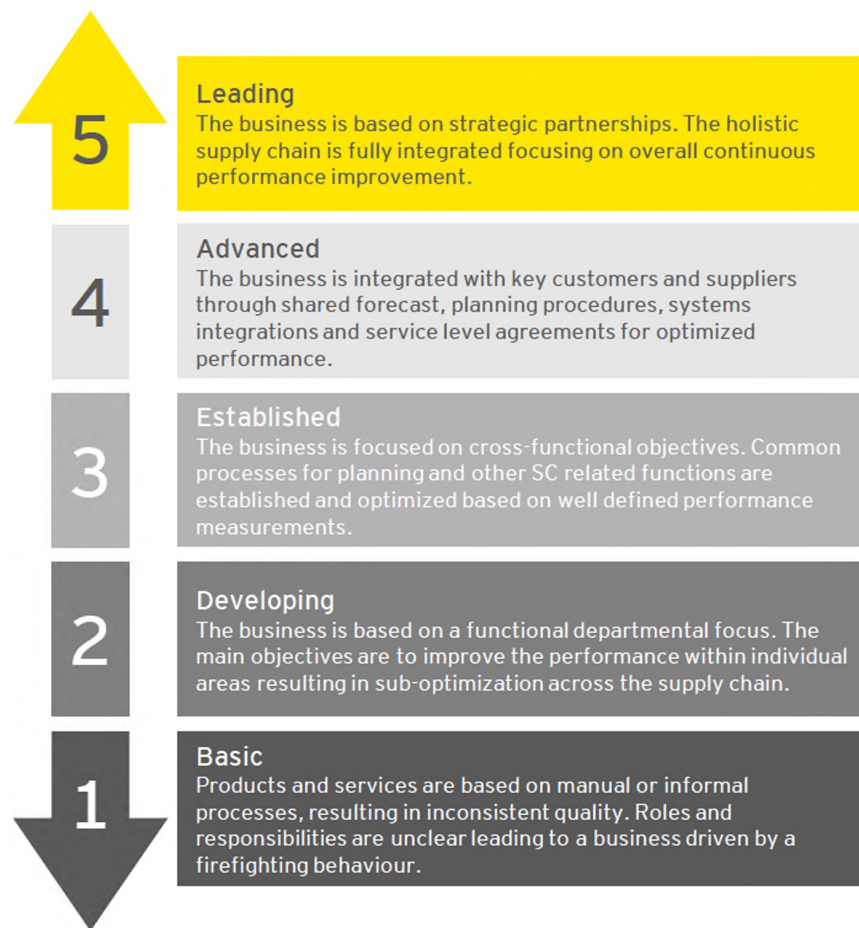 5
Leading
The business is based on strategic partnerships. The holistic
supply chain is fully integrated focusing on overall continuous
performance improvement.
4
Advanced
The business is integrated with key customers and suppliers
through shared forecast, planning procedures, systems
integrations and service level agreements for optimized
performance.
3
Established
The business is focused on cross-functional objectives. Common
processes for planning and other SC related functions are
established and optimized based on well defined performance
measurements.
2
Developing
The business is based on a functional departmental focus. The
main objectives are to improve the performance within individual
areas resulting in sub-optimization across the supply chain.
1
Basic
Products and services are based on manual or informal
processes, resulting in inconsistent quality. Roles and
responsibilities are unclear leading to a business driven by a
firefighting behaviour.